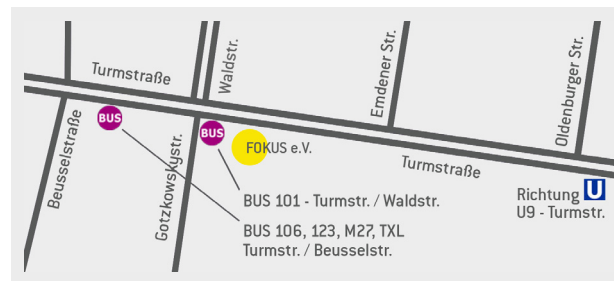 Turmstraße
Waldstr.
Emdener Str.
Oldenburger Str.
BUS
BUS
FOKUS e.V.
Turmstraße
Beusselstraße
Gotzkowskystr.
BUS 101 - Turmstr. / Waldstr.
BUS 106, 123, M27, TXL
Turmstr. / Beusselstr.
Richtung U
U9 - Turmstr.